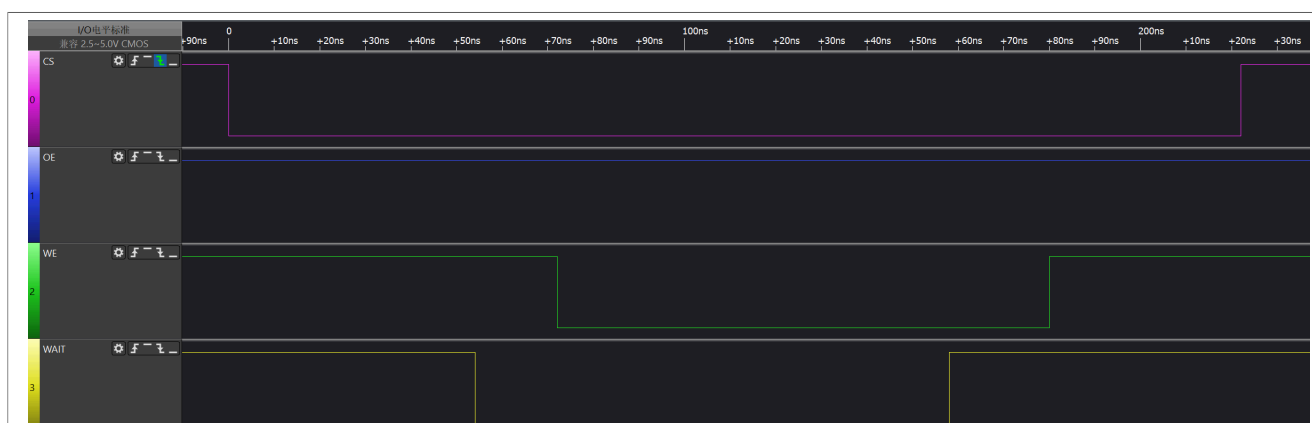 I/O电平标准
兼容 2.5~5.0V CMOS
+90ns 0 +10ns +20ns +30ns +40ns +50ns +60ns +70ns +80ns +90ns 100ns +10ns +20ns +30ns +40ns +50ns +60ns +70ns +80ns +90ns 200ns +10ns +20ns +30ns
CS
0
OE
1
WE
2
WAIT
3